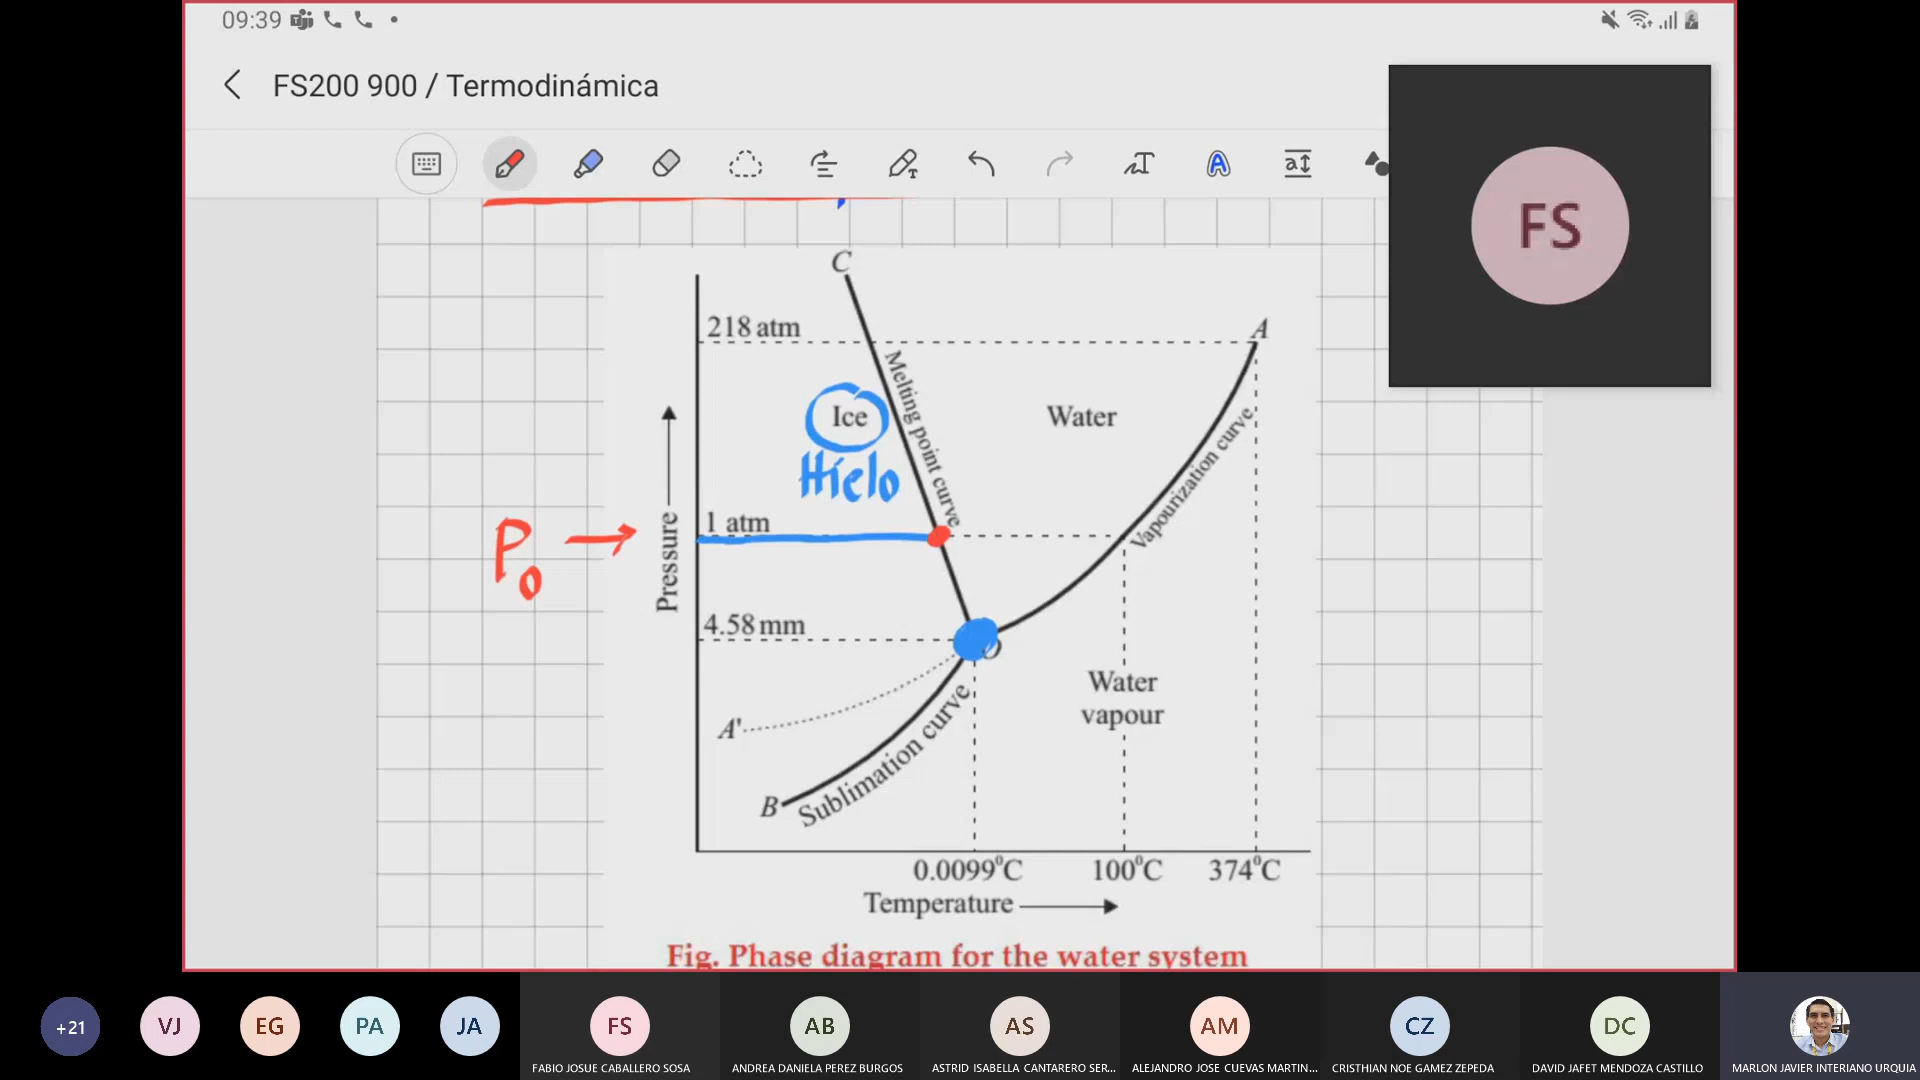 09:39
FS200 900 / Termodinámica
FS
C
218 atm
A
Melting point curve
Ice
Water
Hielo
Vapourization curve
1 atm
P₀ →
Pressure
4.58 mm
O
A'
Water
vapour
Sublimation curve
B
0.0099⁰C
100⁰C
374⁰C
Temperature
Fig. Phase diagram for the water system
+21
VJ
EG
PA
JA
FS
AB
AS
AM
CZ
DC
FABIO JOSUE CABALLERO SOSA
ANDREA DANIELA PEREZ BURGOS
ASTRID ISABELLA CANTARERO SER...
ALEJANDRO JOSE CUEVAS MARTIN...
CRISTHIAN NOE GAMEZ ZEPEDA
DAVID JAFET MENDOZA CASTILLO
MARLON JAVIER INTERIANO URQUIA